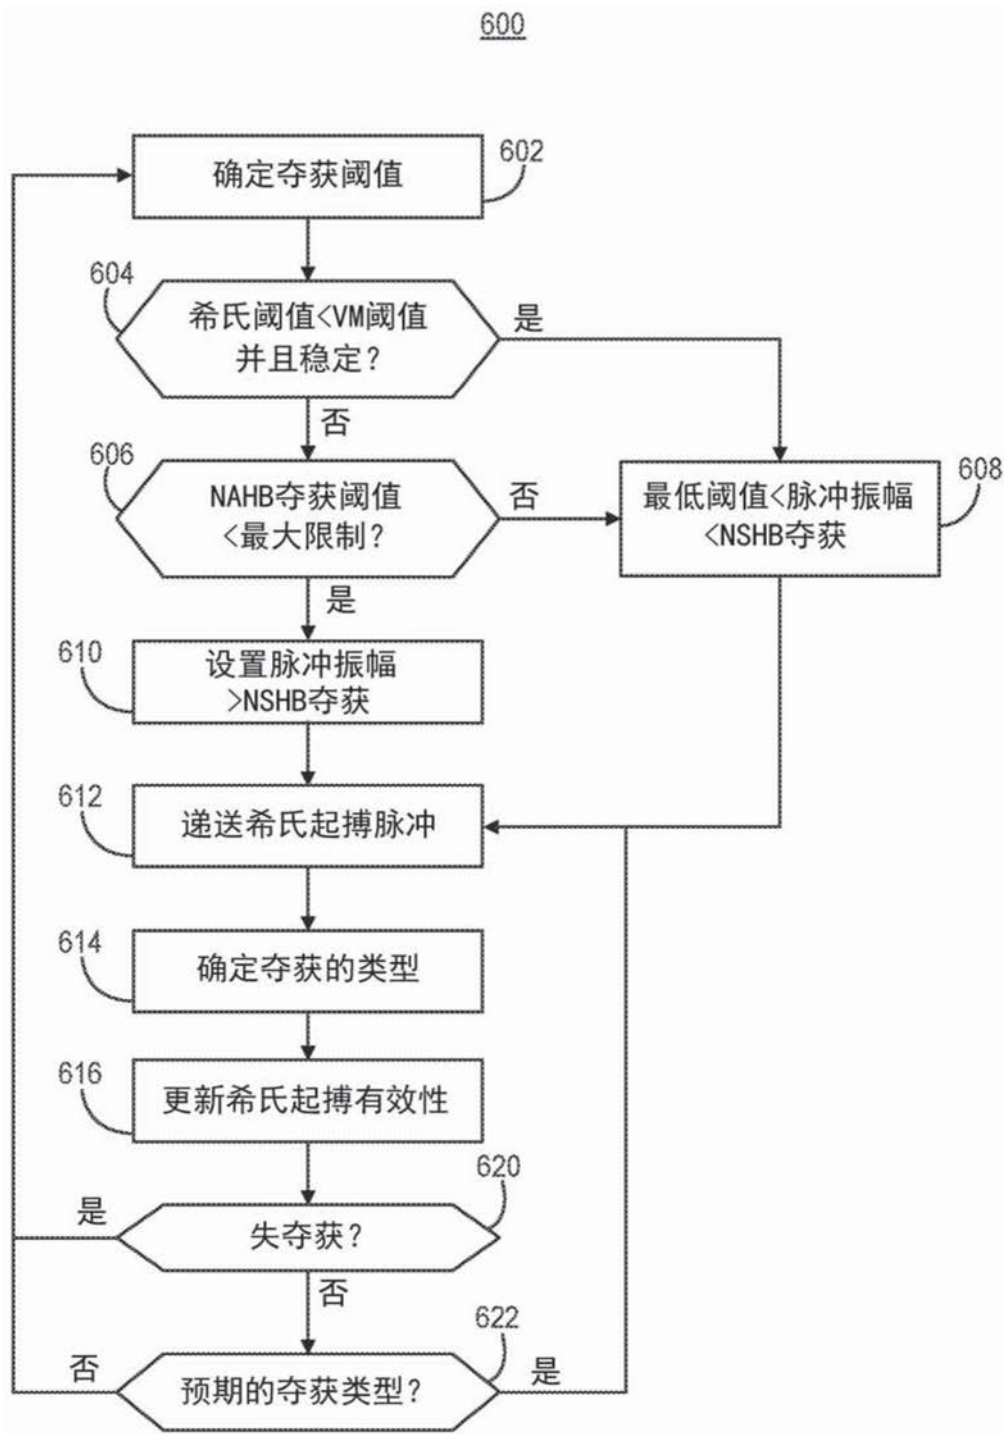 600
确定夺获阈值
602
604
希氏阈值<VM阈值
并且稳定?
是
否
606
NAHB夺获阈值
<最大限制?
否
最低阈值<脉冲振幅
<NSHB夺获
608
是
610
设置脉冲振幅
>NSHB夺获
612
递送希氏起搏脉冲
614
确定夺获的类型
616
更新希氏起搏有效性
620
是
失夺获?
否
622
否
预期的夺获类型?
是